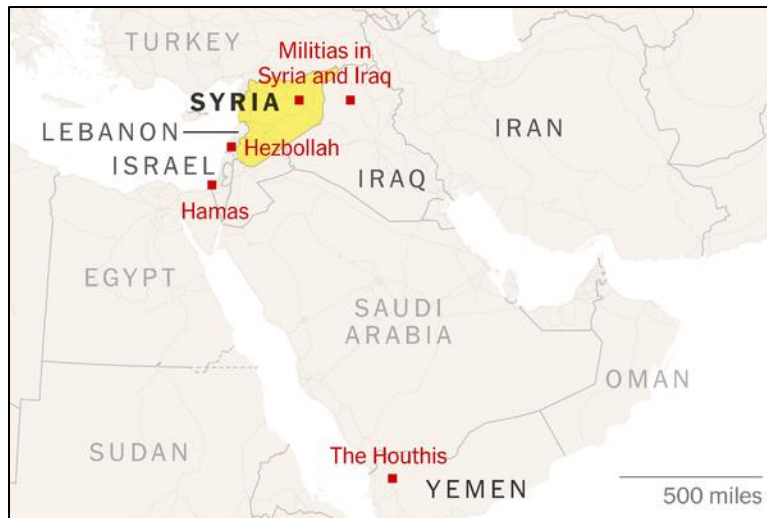 TURKEY
Militias in
Syria and Iraq
SYRIA
LEBANON
Hezbollah
ISRAEL
IRAQ
IRAN
Hamas
EGYPT
SAUDI
ARABIA
OMAN
SUDAN
The Houthis
YEMEN
500 miles